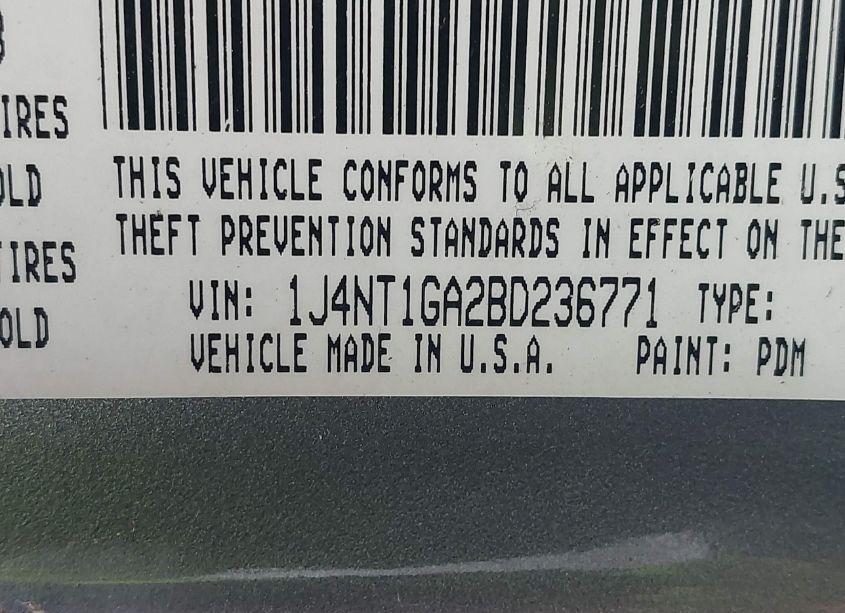 IRES
OLD
TIRES
OLD
THIS VEHICLE CONFORMS TO ALL APPLICABLE U.S
THEFT PREVENTION STANDARDS IN EFFECT ON THE
VIN: 1J4NT1GA2BD236771 TYPE:
VEHICLE MADE IN U.S.A. PAINT: PDM